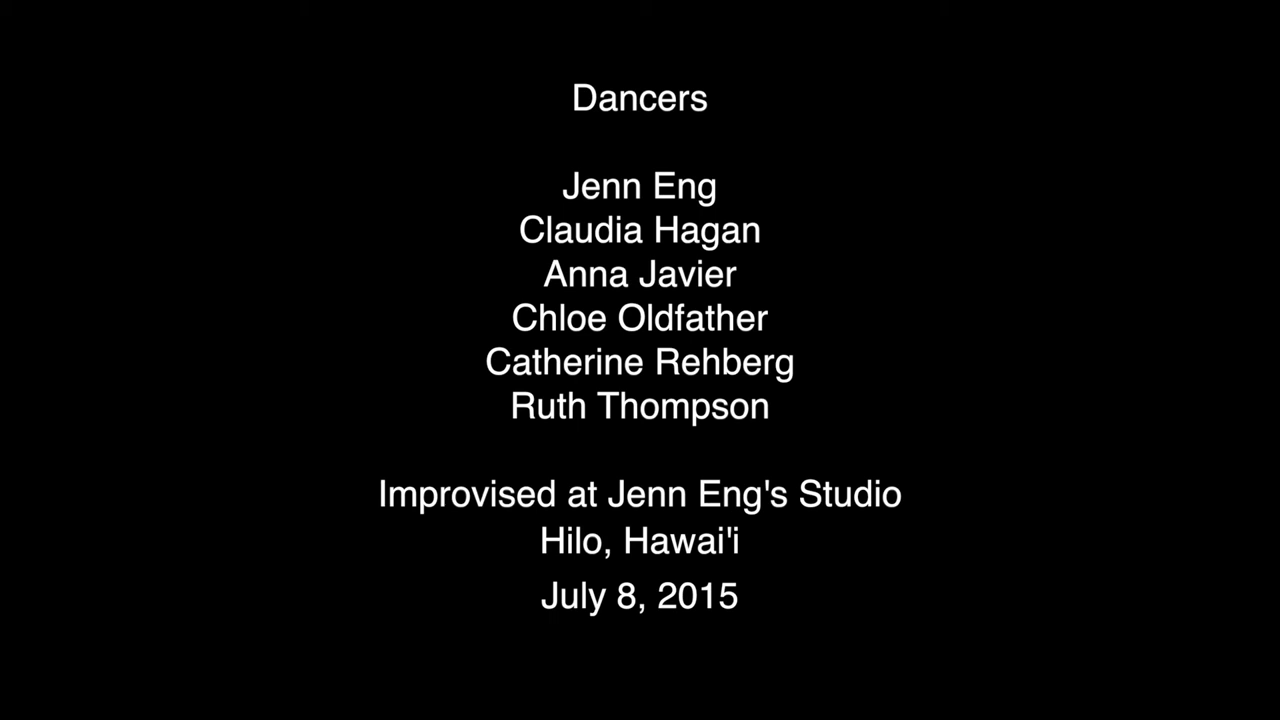 Dancers
Jenn Eng
Claudia Hagan
Anna Javier
Chloe Oldfather
Catherine Rehberg
Ruth Thompson
Improvised at Jenn Eng's Studio
Hilo, Hawai'i
July 8, 2015